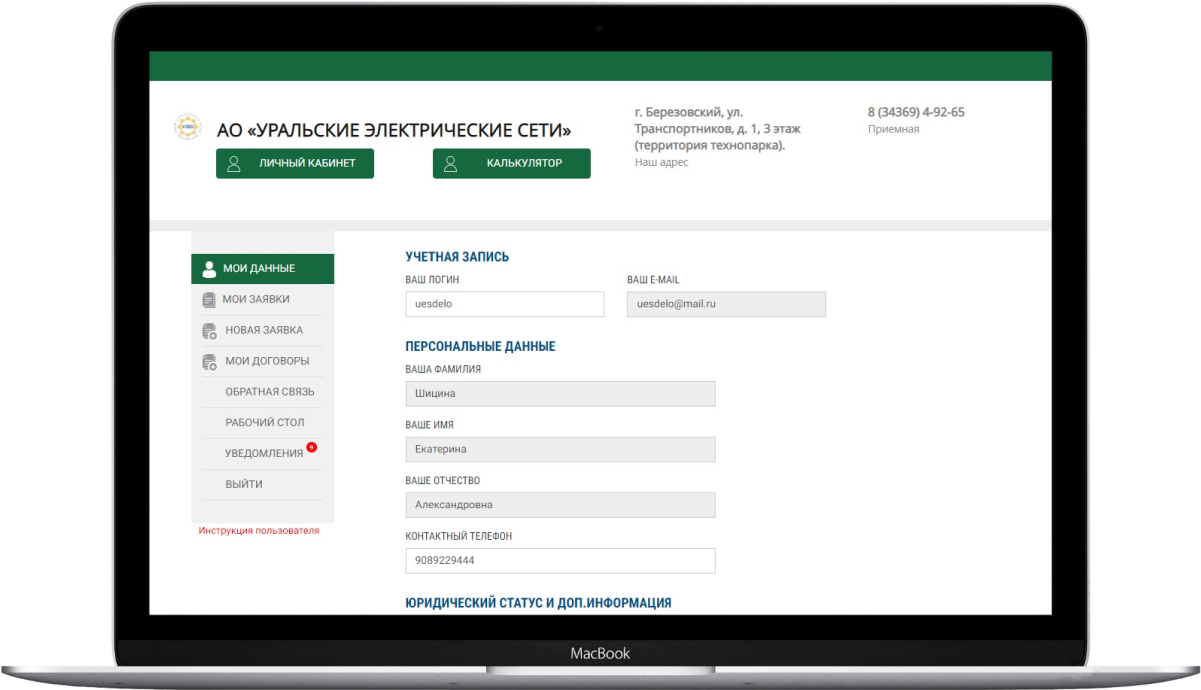 г. Березовский, ул.
Транспортников, д. 1, 3 этаж
(территория технопарка).
Наш адрес
8 (34369) 4-92-65
Приемная
АО «УРАЛЬСКИЕ ЭЛЕКТРИЧЕСКИЕ СЕТИ»
ЛИЧНЫЙ КАБИНЕТ
КАЛЬКУЛЯТОР
МОИ ДАННЫЕ
МОИ ЗАЯВКИ
НОВАЯ ЗАЯВКА
МОИ ДОГОВОРЫ
ОБРАТНАЯ СВЯЗЬ
РАБОЧИЙ СТОЛ
УВЕДОМЛЕНИЯ 9
ВЫЙТИ
Инструкция пользователя
УЧЕТНАЯ ЗАПИСЬ
ВАШ ЛОГИН
uesdelo
ВАШ E-MAIL
uesdelo@mail.ru
ПЕРСОНАЛЬНЫЕ ДАННЫЕ
ВАША ФАМИЛИЯ
Шицина
ВАШЕ ИМЯ
Екатерина
ВАШЕ ОТЧЕСТВО
Александровна
КОНТАКТНЫЙ ТЕЛЕФОН
9089229444
ЮРИДИЧЕСКИЙ СТАТУС И ДОП.ИНФОРМАЦИЯ
MacBook